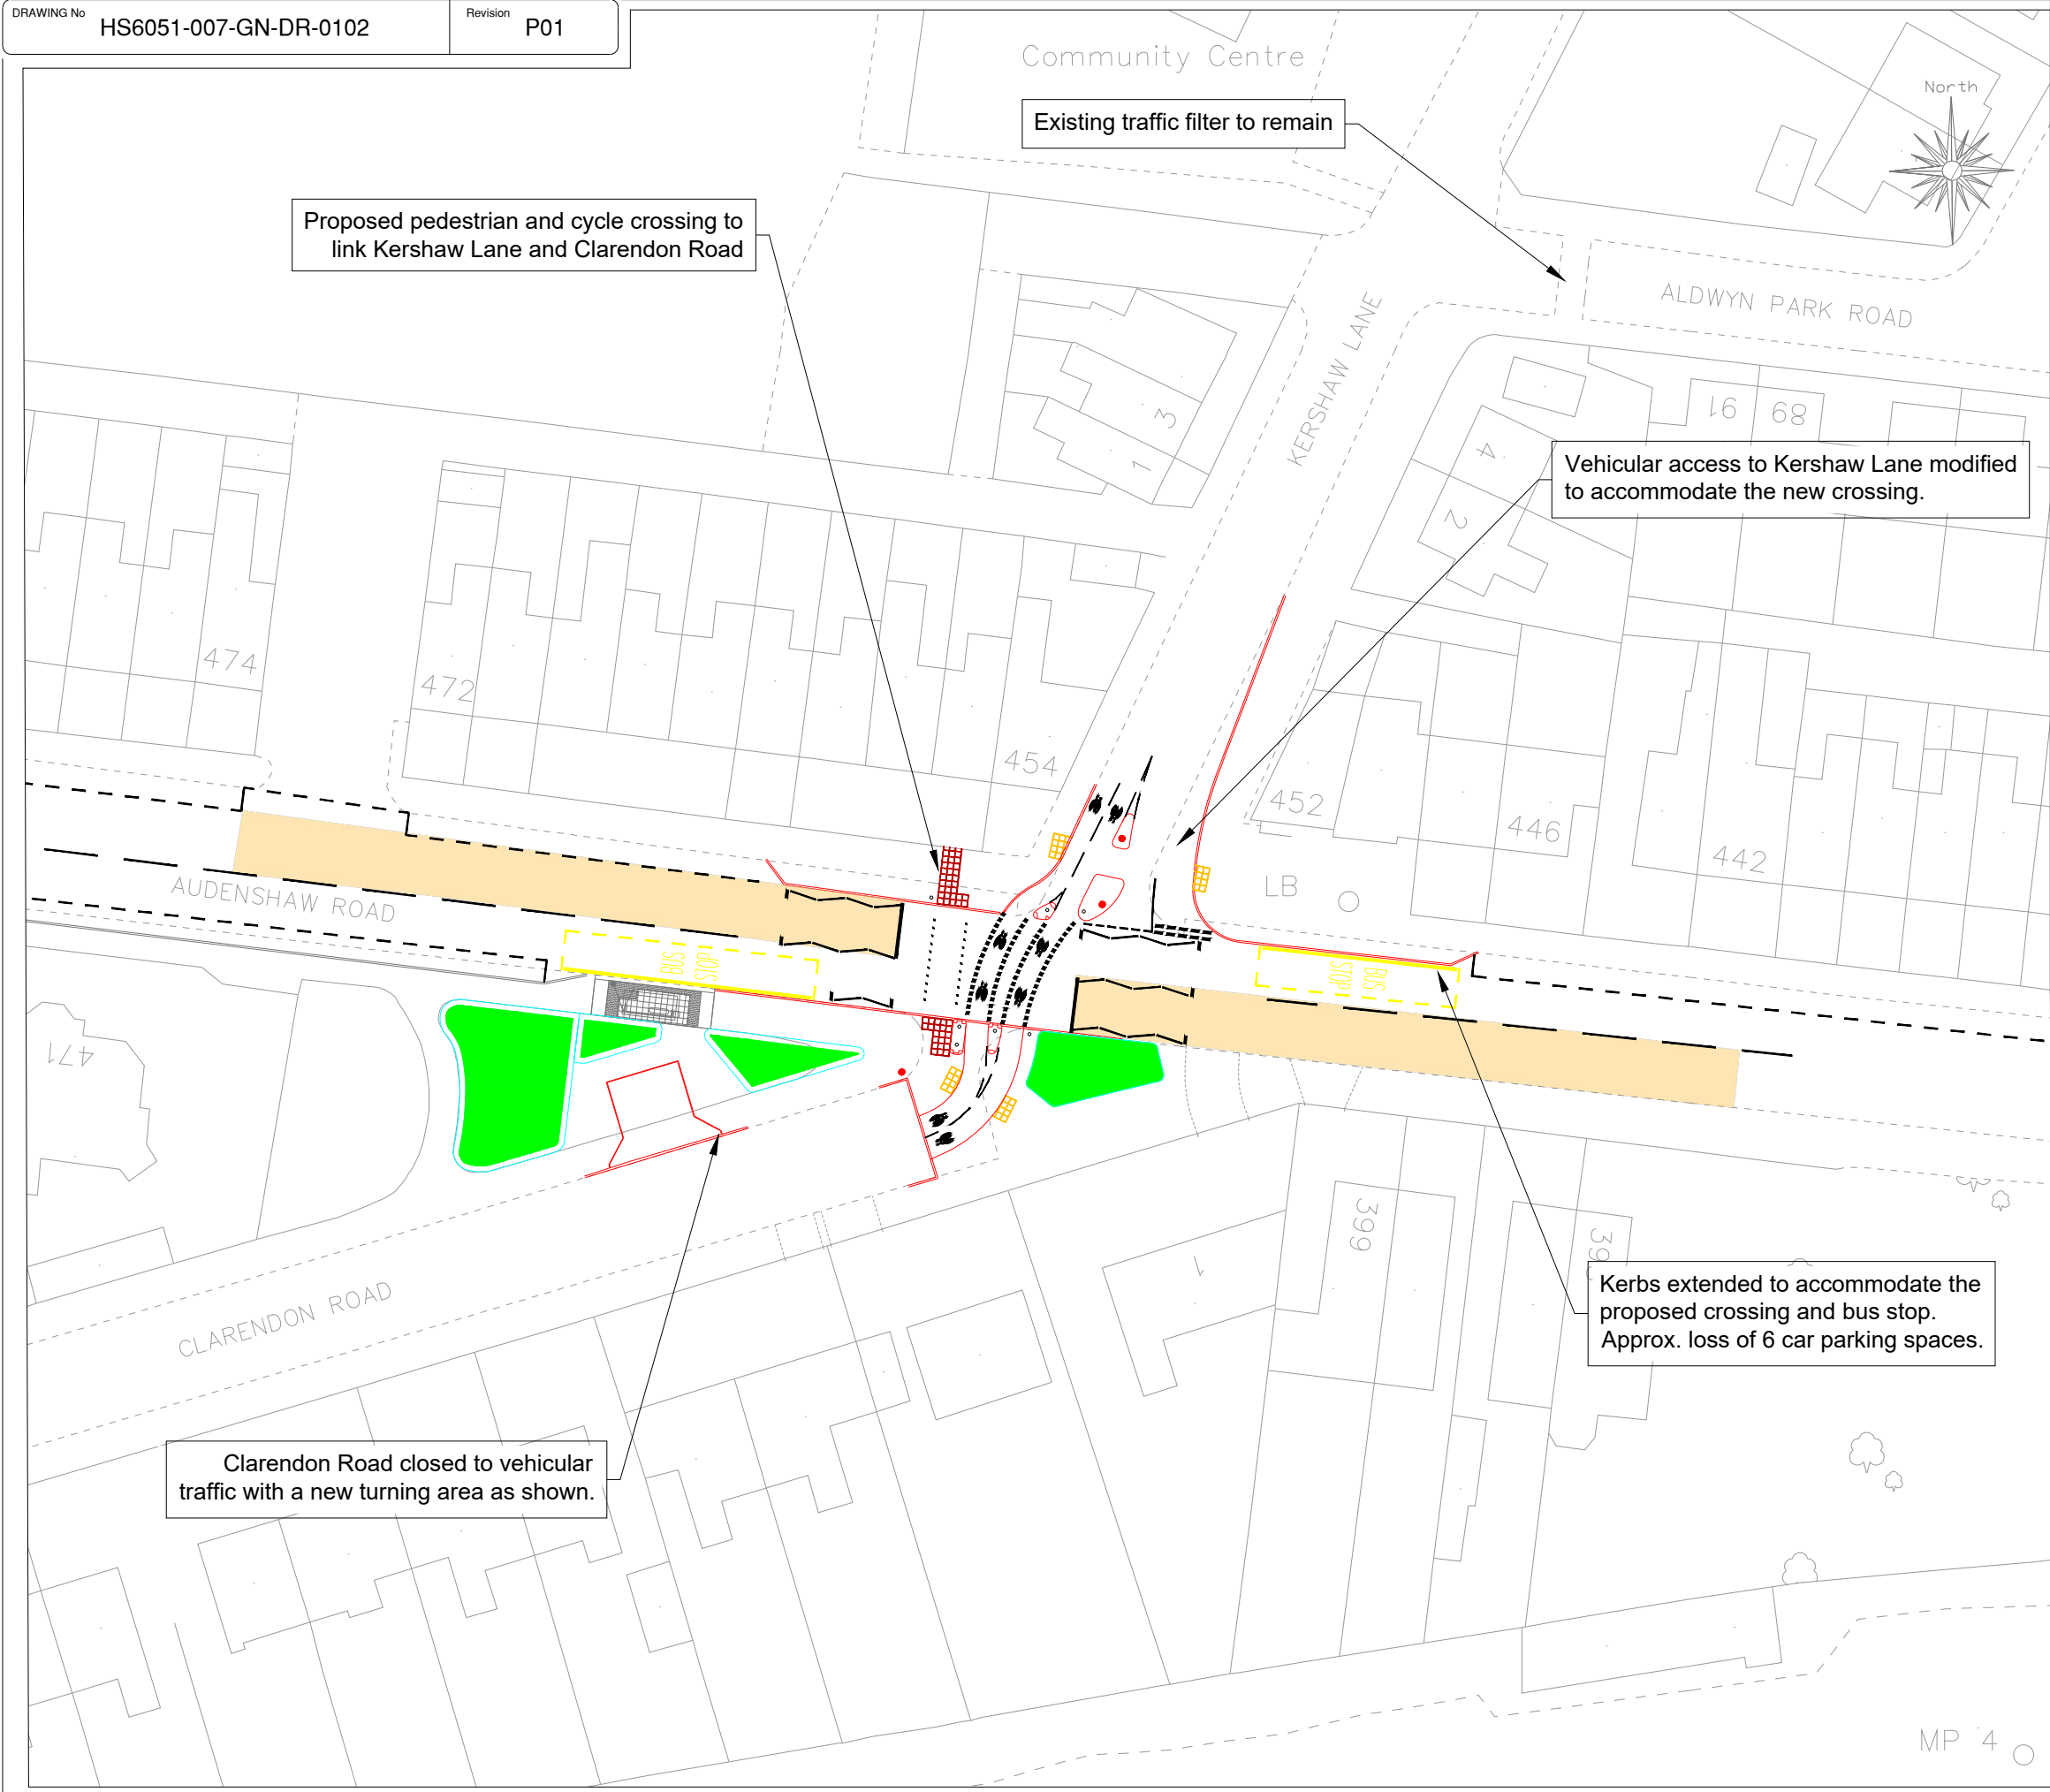 DRAWING No
HS6051-007-GN-DR-0102
Revision
P01
Community Centre
North
Existing traffic filter to remain
Proposed pedestrian and cycle crossing to
link Kershaw Lane and Clarendon Road
ALDWYN PARK ROAD
KERSHAW LANE
3
1
91
89
4
2
Vehicular access to Kershaw Lane modified
to accommodate the new crossing.
474
472
454
452
446
442
LB
AUDENSHAW ROAD
BUS
STOP
BUS
STOP
471
399
1
CLARENDON ROAD
Kerbs extended to accommodate the
proposed crossing and bus stop.
Approx. loss of 6 car parking spaces.
Clarendon Road closed to vehicular
traffic with a new turning area as shown.
MP 4